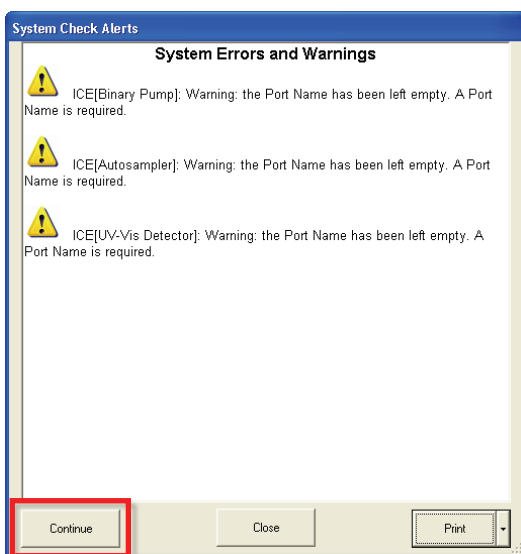 System Check Alerts
System Errors and Warnings
ICE[Binary Pump]: Warning: the Port Name has been left empty. A Port
Name is required.
ICE[Autosampler]: Warning: the Port Name has been left empty. A Port
Name is required.
ICE[UV-Vis Detector]: Warning: the Port Name has been left empty. A
Port Name is required.
Continue
Close
Print